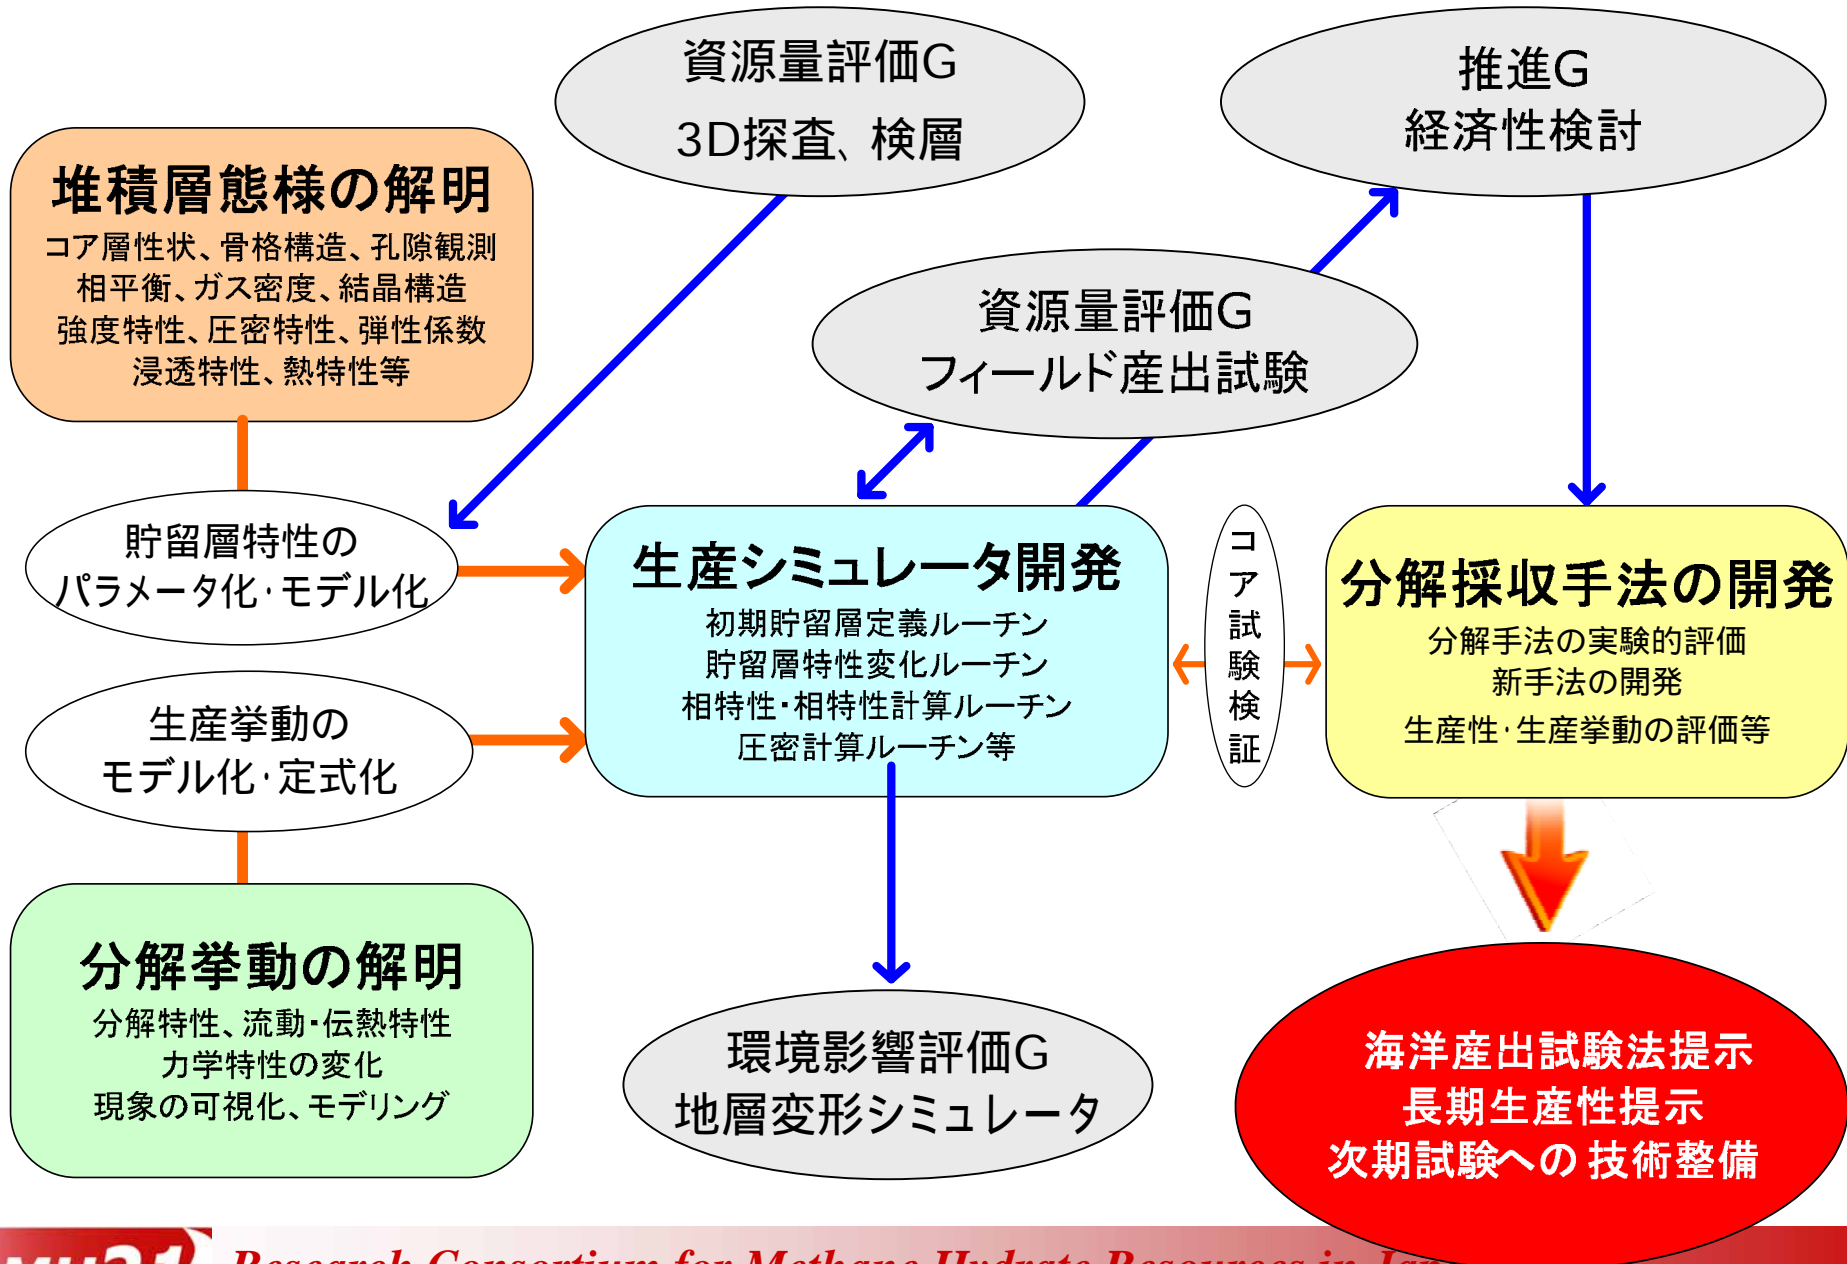 資源量評価G
3D探査、検層
推進G
経済性検討
堆積層態様の解明
コア層性状、骨格構造、孔隙観測
相平衡、ガス密度、結晶構造
強度特性、圧密特性、弾性係数
浸透特性、熱特性等
資源量評価G
フィールド産出試験
貯留層特性の
パラメータ化・モデル化
生産シミュレータ開発
初期貯留層定義ルーチン
貯留層特性変化ルーチン
相特性・相特性計算ルーチン
圧密計算ルーチン等
コア試験検証
分解採収手法の開発
分解手法の実験的評価
新手法の開発
生産性・生産挙動の評価等
生産挙動の
モデル化・定式化
分解挙動の解明
分解特性、流動・伝熱特性
力学特性の変化
現象の可視化、モデリング
環境影響評価G
地層変形シミュレータ
海洋産出試験法提示
長期生産性提示
次期試験への技術整備
MH21
Research Consortium for Methane Hydrate Resources in